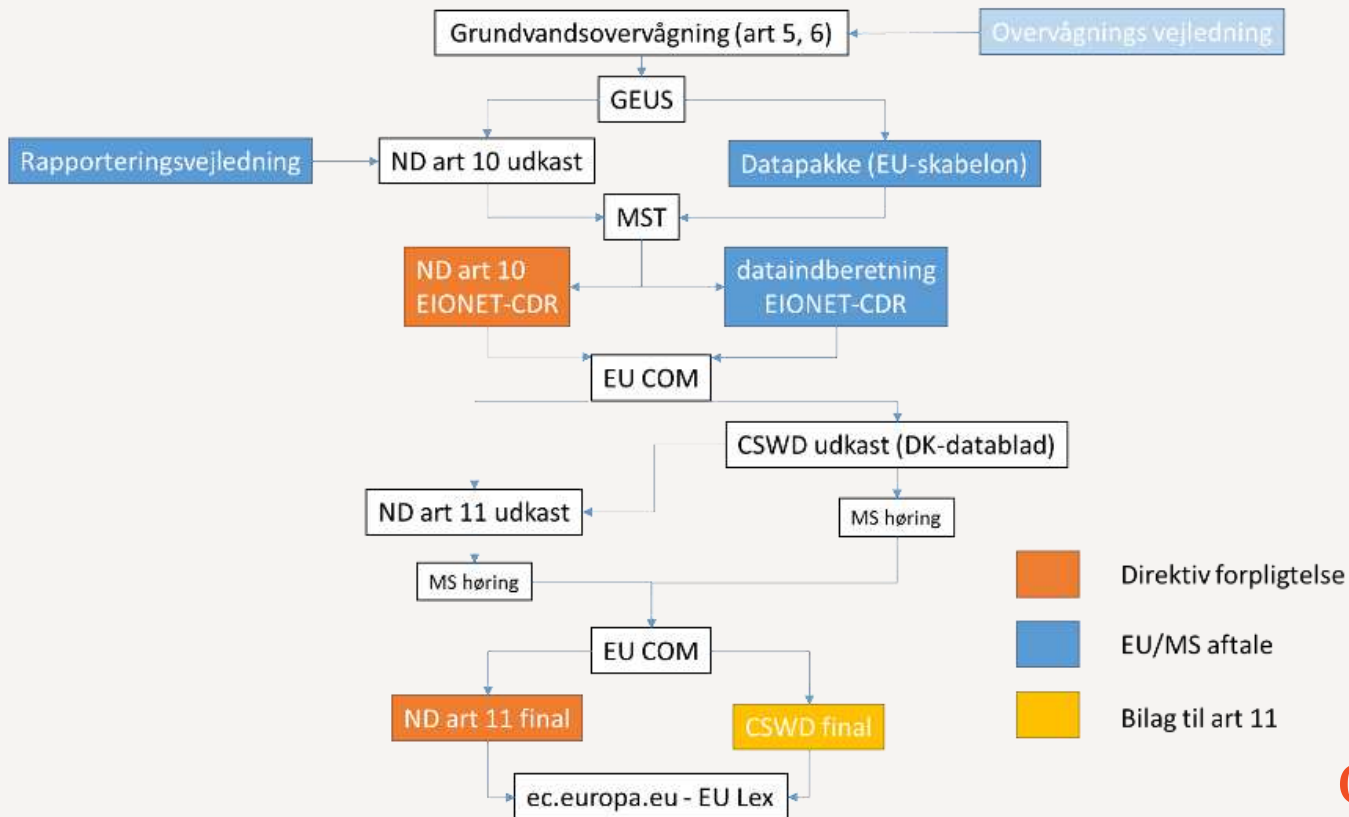 Grundvandsovervågning (art 5, 6)
Overvågnings vejledning
GEUS
Rapporteringsvejledning
ND art 10 udkast
Datapakke (EU-skabelon)
MST
ND art 10
EIONET-CDR
dataindberetning
EIONET-CDR
EU COM
CSWD udkast (DK-datablad)
ND art 11 udkast
MS høring
MS høring
EU COM
ND art 11 final
CSWD final
ec.europa.eu - EU Lex
Direktiv forpligtelse
EU/MS aftale
Bilag til art 11